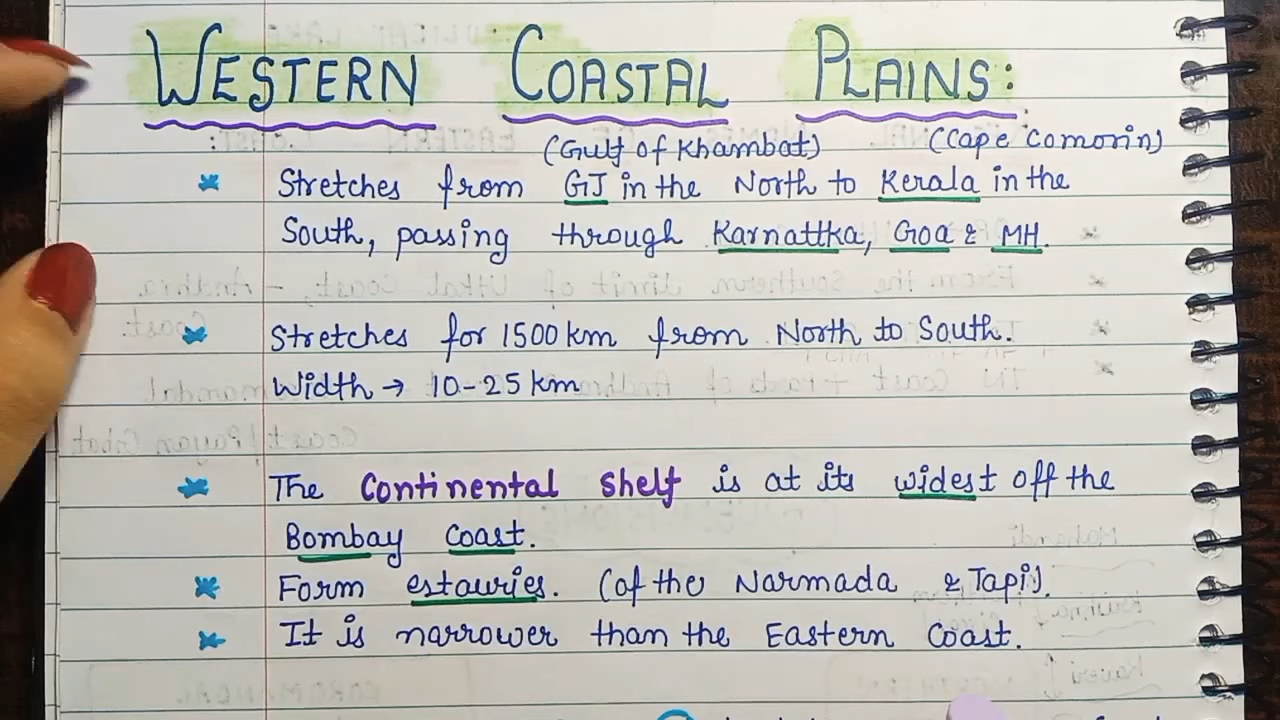 WESTERN COASTAL PLAINS:
(Gulf of Khambat) (Cape Comorin)
Stretches from GJ in the North to Kerala in the
South, passing through Karnattka, Goa & MH.
Stretches for 1500 km from North to South.
Width → 10-25 km
The Continental Shelf is at its widest off the
Bombay Coast.
Form estauries. (of the Narmada & Tapi).
It is narrower than the Eastern Coast.